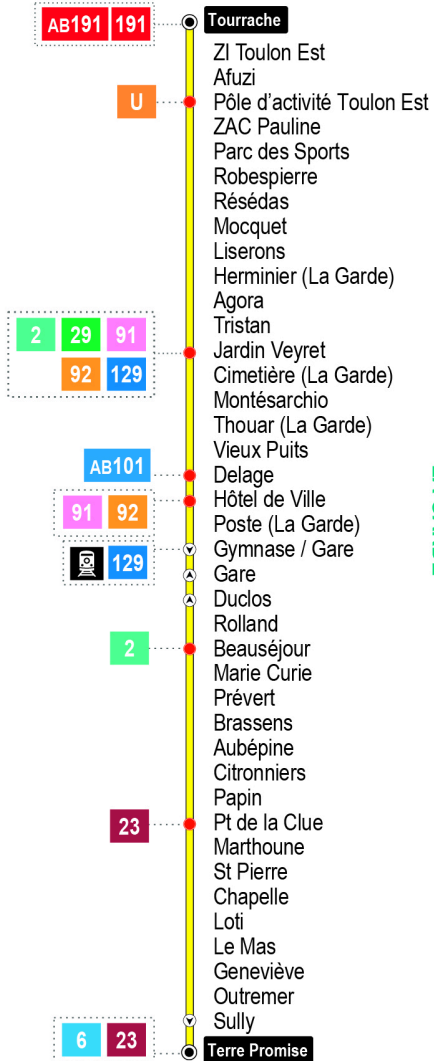 AB191 191 Tourrache
ZI Toulon Est
Afuzi
U Pôle d'activité Toulon Est
ZAC Pauline
Parc des Sports
Robespierre
Résédas
Mocquet
Liserons
Herminier (La Garde)
Agora
Tristan
2 29 91
Jardin Veyret
92 129
Cimetière (La Garde)
Montésarchio
Thouar (La Garde)
Vieux Puits
AB101 Delage
Hôtel de Ville
91 92
Poste (La Garde)
Gymnase / Gare
129
Gare
Duclos
Rolland
2 Beauséjour
Marie Curie
Prévert
Brassens
Aubépine
Citronniers
Papin
23 Pt de la Clue
Marthoune
St Pierre
Chapelle
Loti
Le Mas
Geneviève
Outremer
Sully
6 23 Terre Promise